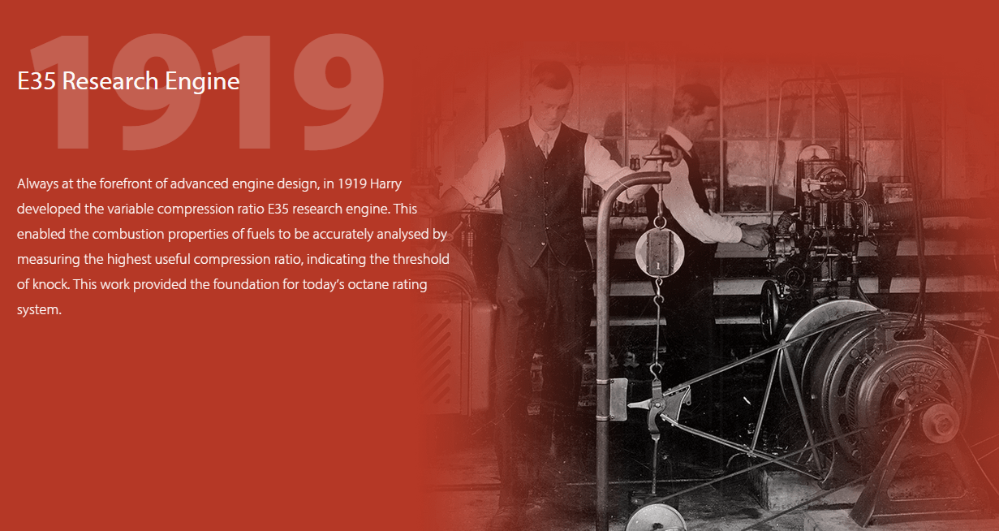 1919
E35 Research Engine
Always at the forefront of advanced engine design, in 1919 Harry
developed the variable compression ratio E35 research engine. This
enabled the combustion properties of fuels to be accurately analysed by
measuring the highest useful compression ratio, indicating the threshold
of knock. This work provided the foundation for today’s octane rating
system.
1